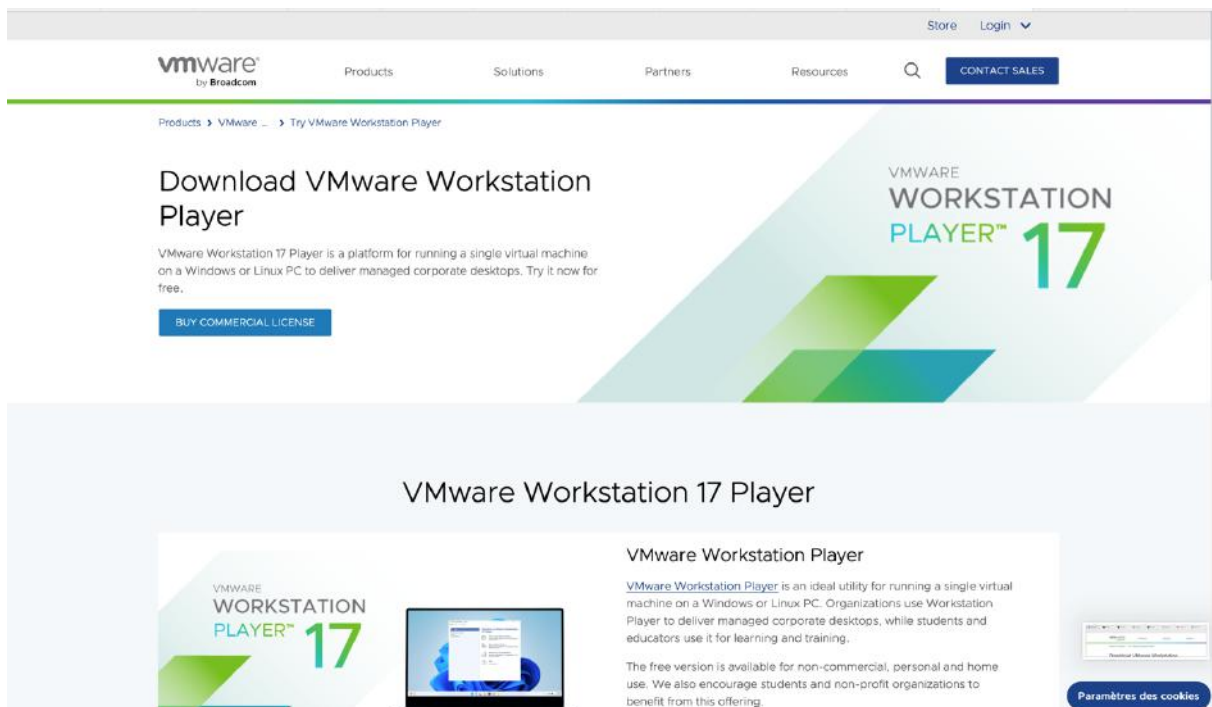 Store Login
vmware®
by Broadcom
Products Solutions Partners Resources CONTACT SALES
Products > VMware ... > Try VMware Workstation Player
Download VMware Workstation
Player
VMware Workstation 17 Player is a platform for running a single virtual machine
on a Windows or Linux PC to deliver managed corporate desktops. Try it now for
free.
BUY COMMERCIAL LICENSE
VMWARE
WORKSTATION
PLAYER™ 17
VMware Workstation 17 Player
VMWARE
WORKSTATION
PLAYER™ 17
VMware Workstation Player
VMware Workstation Player is an ideal utility for running a single virtual
machine on a Windows or Linux PC. Organizations use Workstation
Player to deliver managed corporate desktops, while students and
educators use it for learning and training.
The free version is available for non-commercial, personal and home
use. We also encourage students and non-profit organizations to
benefit from this offering.
Paramètres des cookies